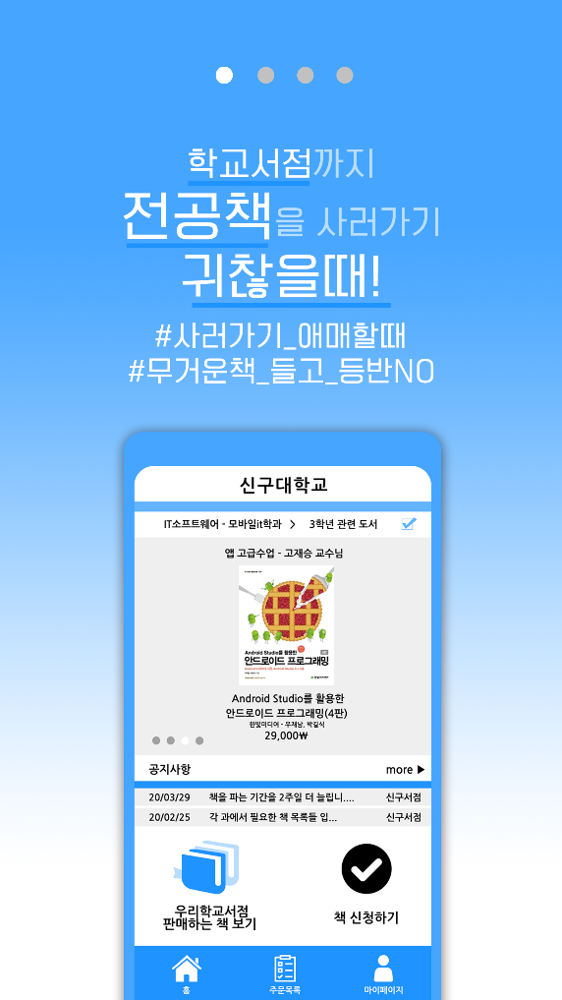 학교서점까지
전공책을 사러가기
귀찮을때!
#사러가기_애매할때
#무거운책_들고_등반NO
신구대학교
IT소프트웨어 - 모바일it학과 > 3학년 관련 도서
앱 고급수업 - 고재승 교수님
Android Studio를 활용한
안드로이드 프로그래밍
Android Studio를 활용한
안드로이드 프로그래밍(4판)
한빛미디어 - 우재남, 박길식
29,000₩
공지사항 more ▶
20/03/29 책을 파는 기간을 2주일 더 늘립니....
신구서점
20/02/25 각 과에서 필요한 책 목록들 입...
신구서점
우리학교서점
판매하는 책 보기
책 신청하기
홈 주문목록 마이페이지